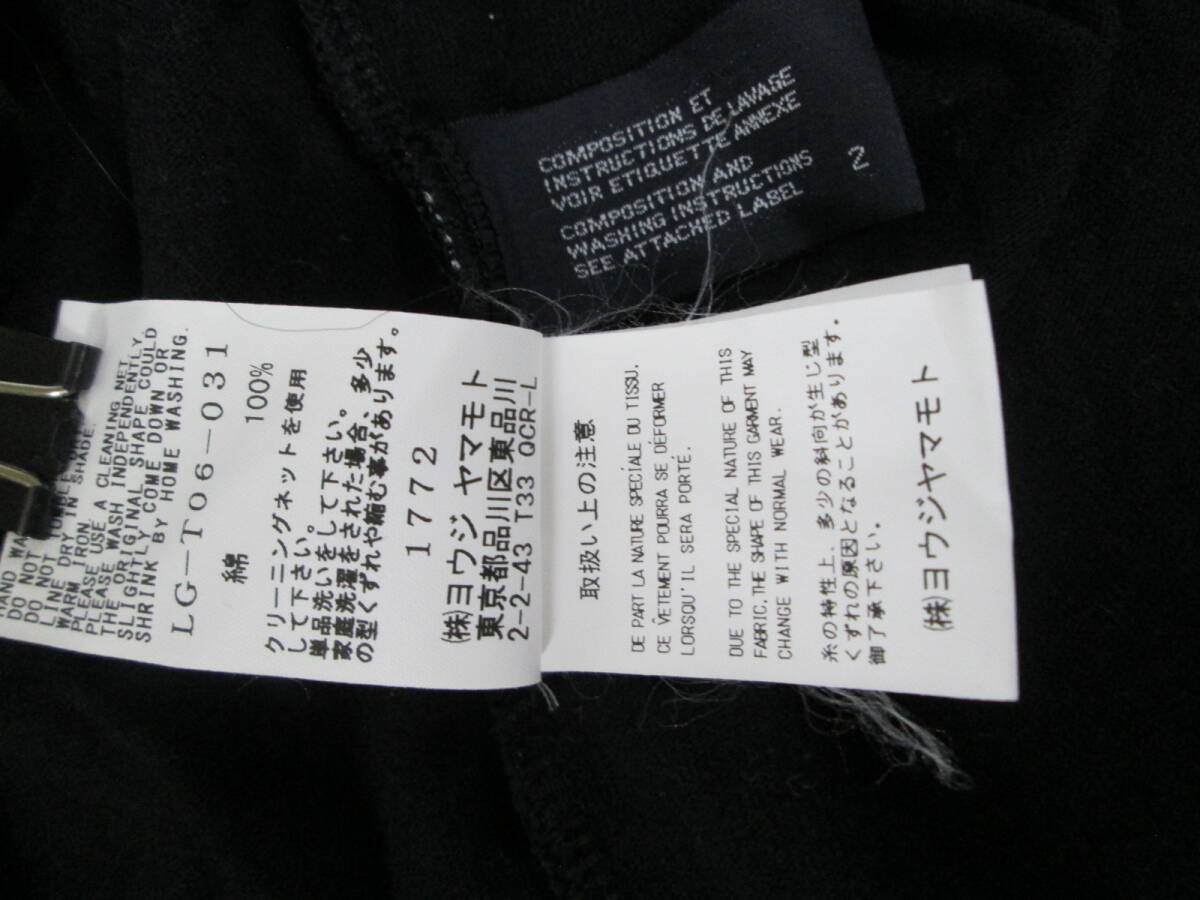 COMPOSITION ET
INSTRUCTIONS DE LAVAGE
VOIR ETIQUETTE ANNEXE
COMPOSITION AND
WASHING INSTRUCTIONS
SEE ATTACHED LABEL
2
HAND
DO NOT
DO NOT
LINE DRY IN SHADE.
WARM IRON.
PLEASE USE A CLEANING NET
THE WASH INDEPENDENTLY.
SLIGHTLY ORIGINAL SHAPE COULD
SHRINK BY COME DOWN OR
BY HOME WASHING.
LG-T06-031
綿 100%
クリーニングネットを使用
して下さい。
単品洗いをして下さい。
家庭洗濯をされた場合、多少
の型くずれや縮む事があります。
1772
㈱ヨウジ ヤマモト
東京都品川区東品川
2-2-43 T33 OCR-L
取扱い上の注意
DE PART LA NATURE SPECÍALE DU TISSU.
CE VÊTEMENT POURRA SE DÉFORMER
LORSQU'IL SERA PORTÉ.
DUE TO THE SPECIAL NATURE OF THIS
FABRIC,THE SHAPE OF THIS GARMENT MAY
CHANGE WITH NORMAL WEAR.
糸の特性上、多少の斜向が生じ型
くずれの原因となることがあります。
御了承下さい。
㈱ヨウジヤマモト